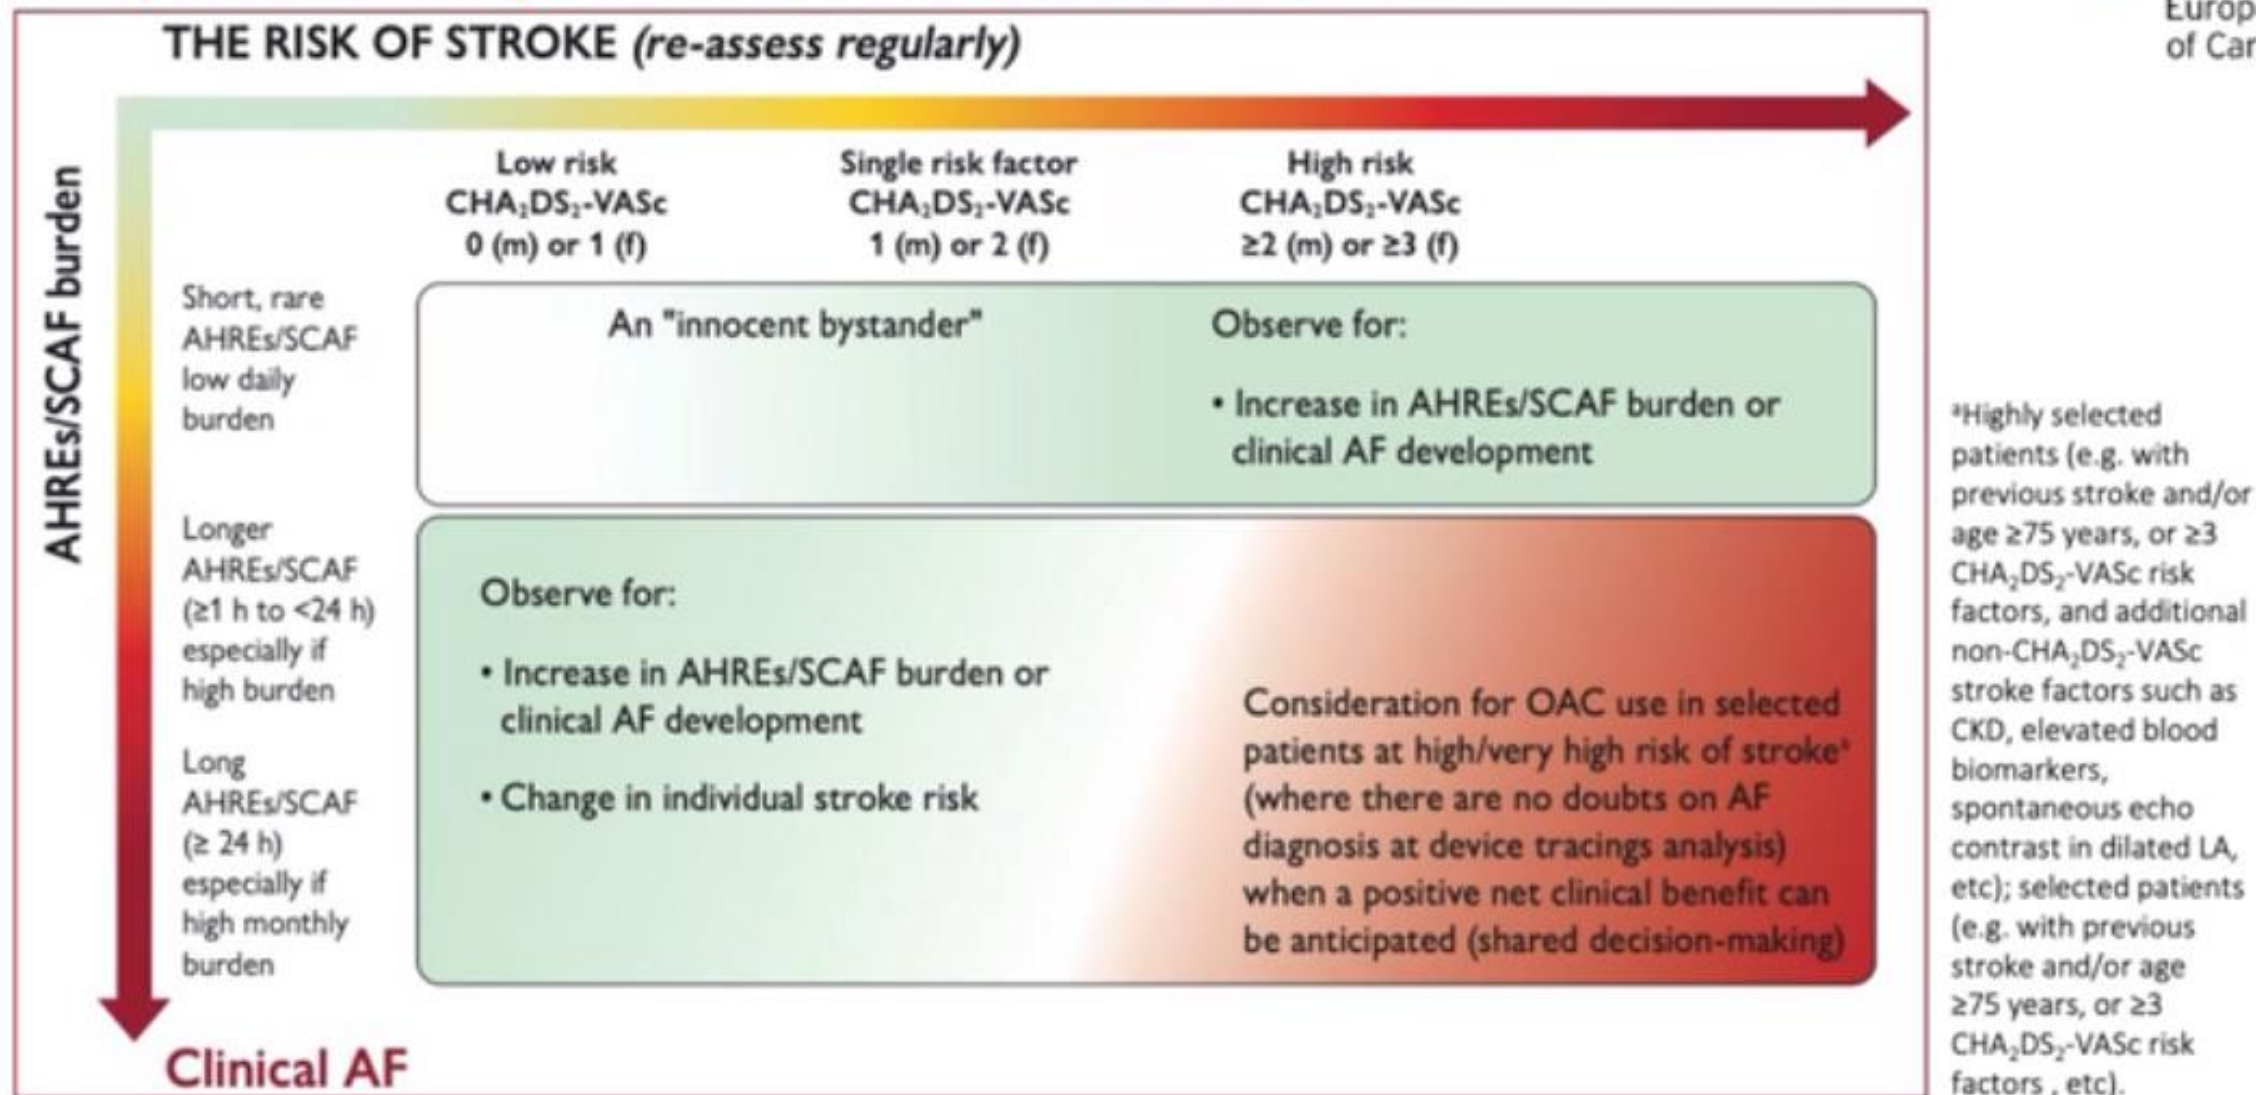 Europ
of Car
THE RISK OF STROKE (re-assess regularly)
AHREs/SCAF burden
Low risk
CHA₂DS₂-VASc
0 (m) or 1 (f)
Single risk factor
CHA₂DS₂-VASc
1 (m) or 2 (f)
High risk
CHA₂DS₂-VASc
≥2 (m) or ≥3 (f)
Short, rare
AHREs/SCAF
low daily
burden
An "innocent bystander"
Observe for:
• Increase in AHREs/SCAF burden or
clinical AF development
Longer
AHREs/SCAF
(≥1 h to <24 h)
especially if
high burden
Long
AHREs/SCAF
(≥ 24 h)
especially if
high monthly
burden
Observe for:
• Increase in AHREs/SCAF burden or
clinical AF development
• Change in individual stroke risk
Consideration for OAC use in selected
patients at high/very high risk of strokeᵃ
(where there are no doubts on AF
diagnosis at device tracings analysis)
when a positive net clinical benefit can
be anticipated (shared decision-making)
Clinical AF
ᵃHighly selected
patients (e.g. with
previous stroke and/or
age ≥75 years, or ≥3
CHA₂DS₂-VASc risk
factors, and additional
non-CHA₂DS₂-VASc
stroke factors such as
CKD, elevated blood
biomarkers,
spontaneous echo
contrast in dilated LA,
etc); selected patients
(e.g. with previous
stroke and/or age
≥75 years, or ≥3
CHA₂DS₂-VASc risk
factors , etc).